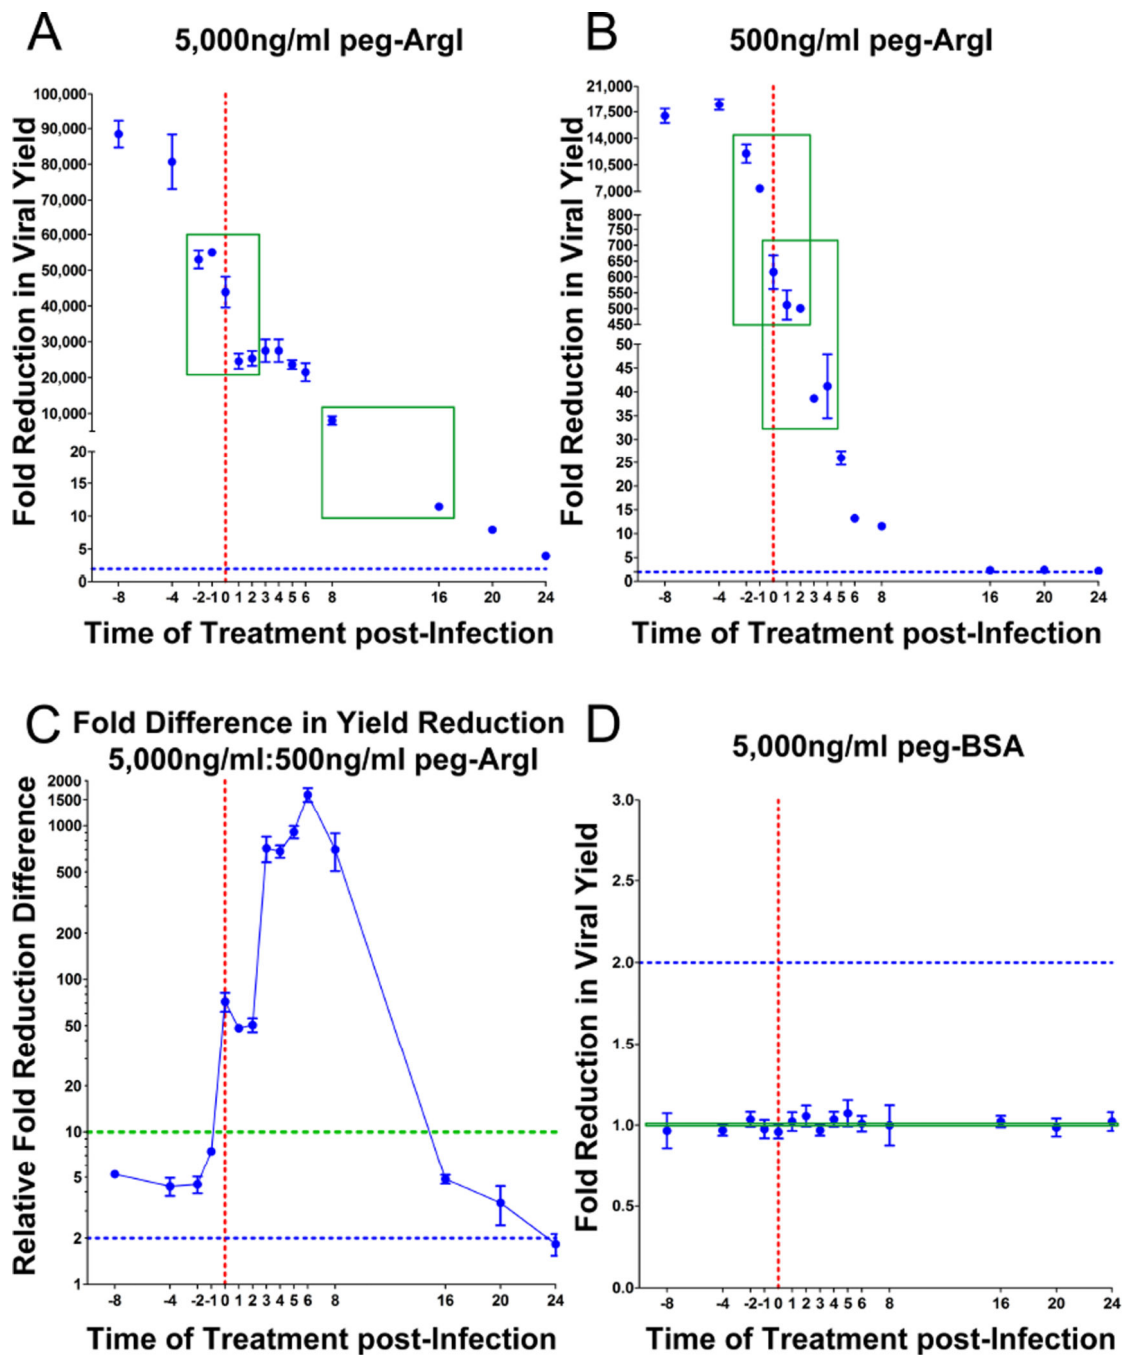 A
5,000ng/ml peg-ArgI
Fold Reduction in Viral Yield
100,000
90,000
80,000
70,000
60,000
50,000
40,000
30,000
20,000
10,000
20
15
10
5
0
-8 -4 -2 -1 0 1 2 3 4 5 6 8 16 20 24
Time of Treatment post-Infection
B
500ng/ml peg-ArgI
Fold Reduction in Viral Yield
21,000
17,500
14,000
10,500
7,000
800
750
700
650
600
550
500
450
50
45
40
35
30
25
20
15
10
5
2
0
-8 -4 -2 -1 0 1 2 3 4 5 6 8 16 20 24
Time of Treatment post-Infection
C
Fold Difference in Yield Reduction
5,000ng/ml:500ng/ml peg-ArgI
Relative Fold Reduction Difference
2000
1500
1000
500
200
100
50
20
10
5
2
1
-8 -4 -2 -1 0 1 2 3 4 5 6 8 16 20 24
Time of Treatment post-Infection
D
5,000ng/ml peg-BSA
Fold Reduction in Viral Yield
3.0
2.5
2.0
1.5
1.0
0.5
0.0
-8 -4 -2 -1 0 1 2 3 4 5 6 8 16 20 24
Time of Treatment post-Infection